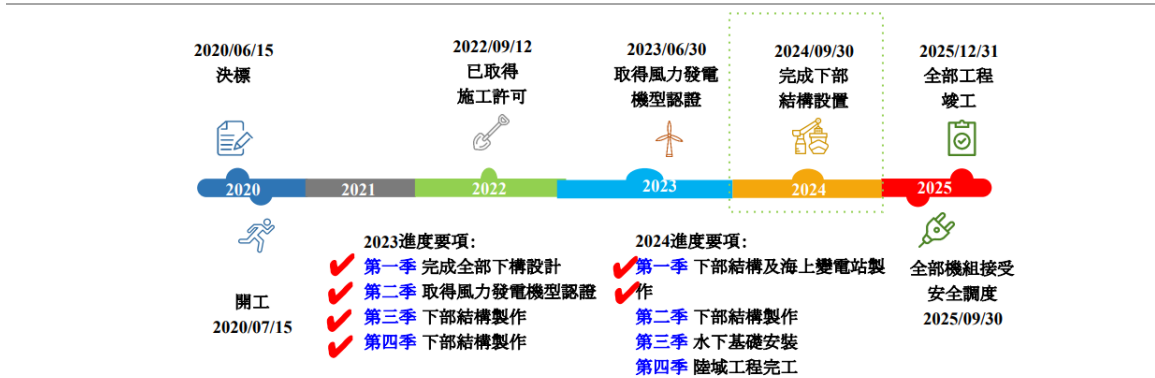 2020/06/15
決標
2022/09/12
已取得
施工許可
2023/06/30
取得風力發電
機型認證
2024/09/30
完成下部
結構設置
2025/12/31
全部工程
竣工
2020
2021
2022
2023
2024
2025
開工
2020/07/15
2023進度要項:
第一季 完成全部下構設計
第二季 取得風力發電機型認證
第三季 下部結構製作
第四季 下部結構製作
2024進度要項:
第一季 下部結構及海上變電站製
作
第二季 下部結構製作
第三季 水下基礎安裝
第四季 陸域工程完工
全部機組接受
安全調度
2025/09/30